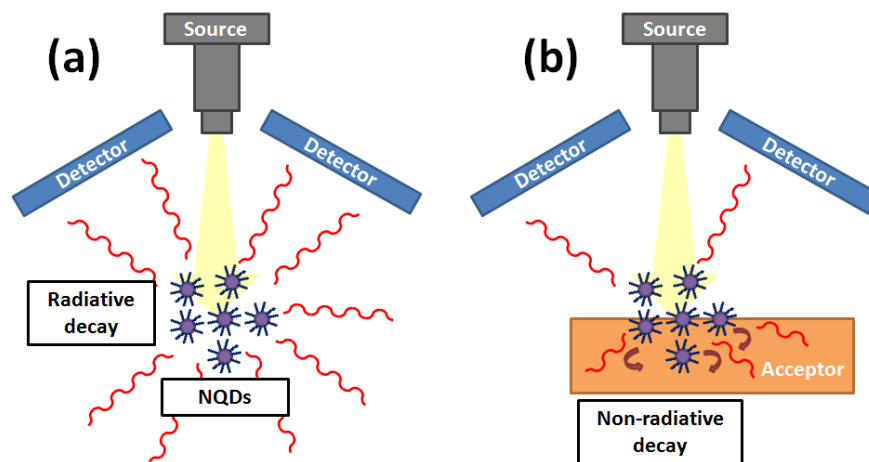 (a)
Source
Detector
Detector
Radiative
decay
NQDs
(b)
Source
Detector
Detector
Acceptor
Non-radiative
decay